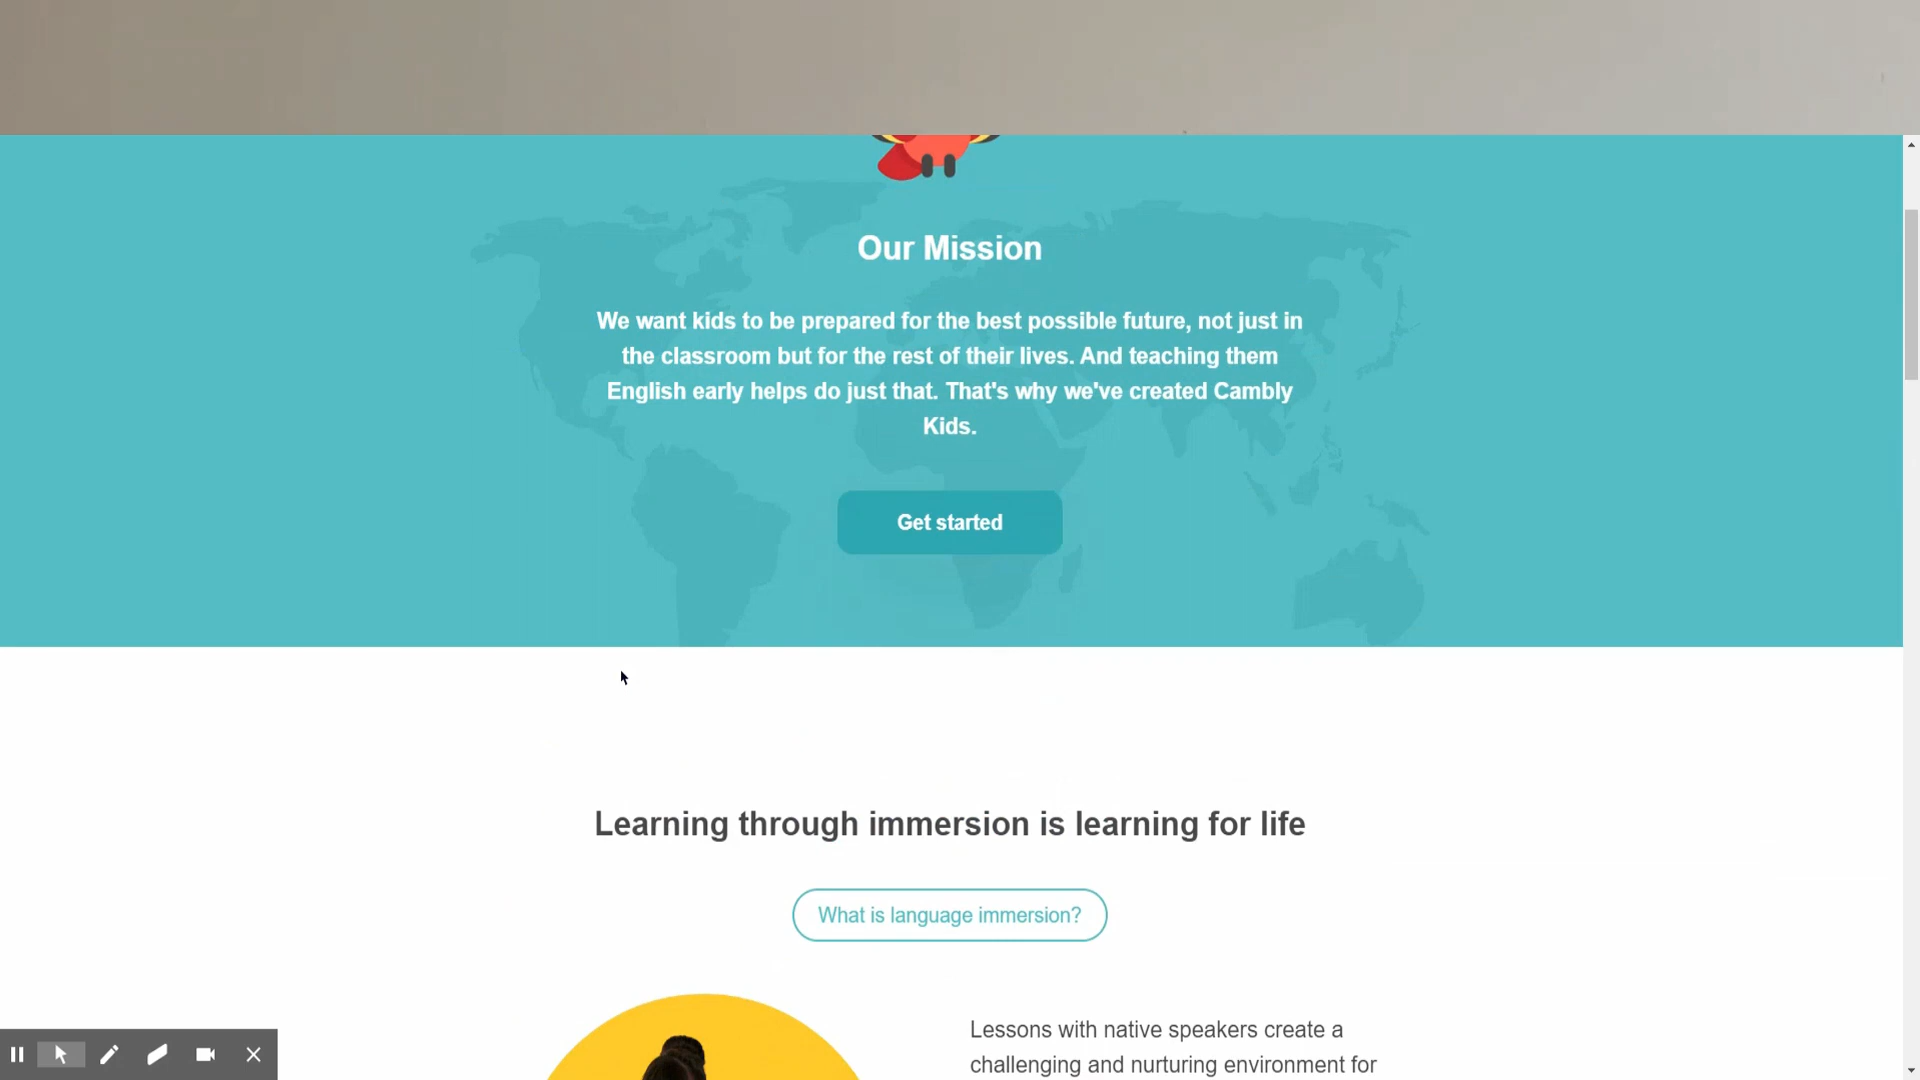 Our Mission
We want kids to be prepared for the best possible future, not just in
the classroom but for the rest of their lives. And teaching them
English early helps do just that. That's why we've created Cambly
Kids.
Get started
Learning through immersion is learning for life
What is language immersion?
Lessons with native speakers create a
challenging and nurturing environment for